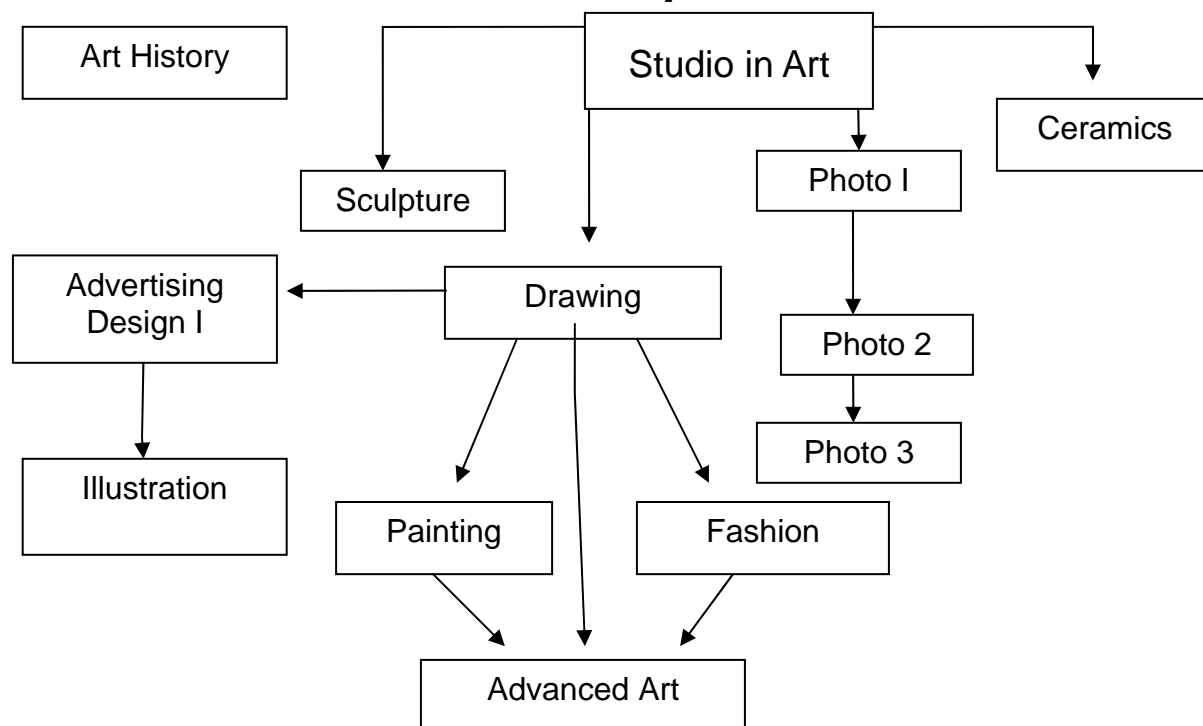 Art History
Studio in Art
Ceramics
Photo I
Sculpture
Advertising
Design I
Drawing
Photo 2
Photo 3
Illustration
Painting
Fashion
Advanced Art